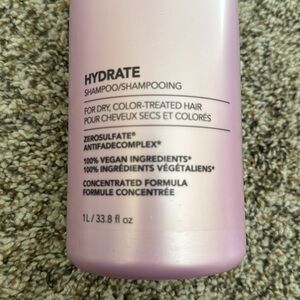 HYDRATE
SHAMPOO/SHAMPOOING
FOR DRY, COLOR-TREATED HAIR
POUR CHEVEUX SECS ET COLORÉS
ZEROSULFATE®
ANTIFADECOMPLEX®
100% VEGAN INGREDIENTS*
100% INGRÉDIENTS VÉGÉTALIENS*
CONCENTRATED FORMULA
FORMULE CONCENTRÉE
1L / 33.8 fl oz